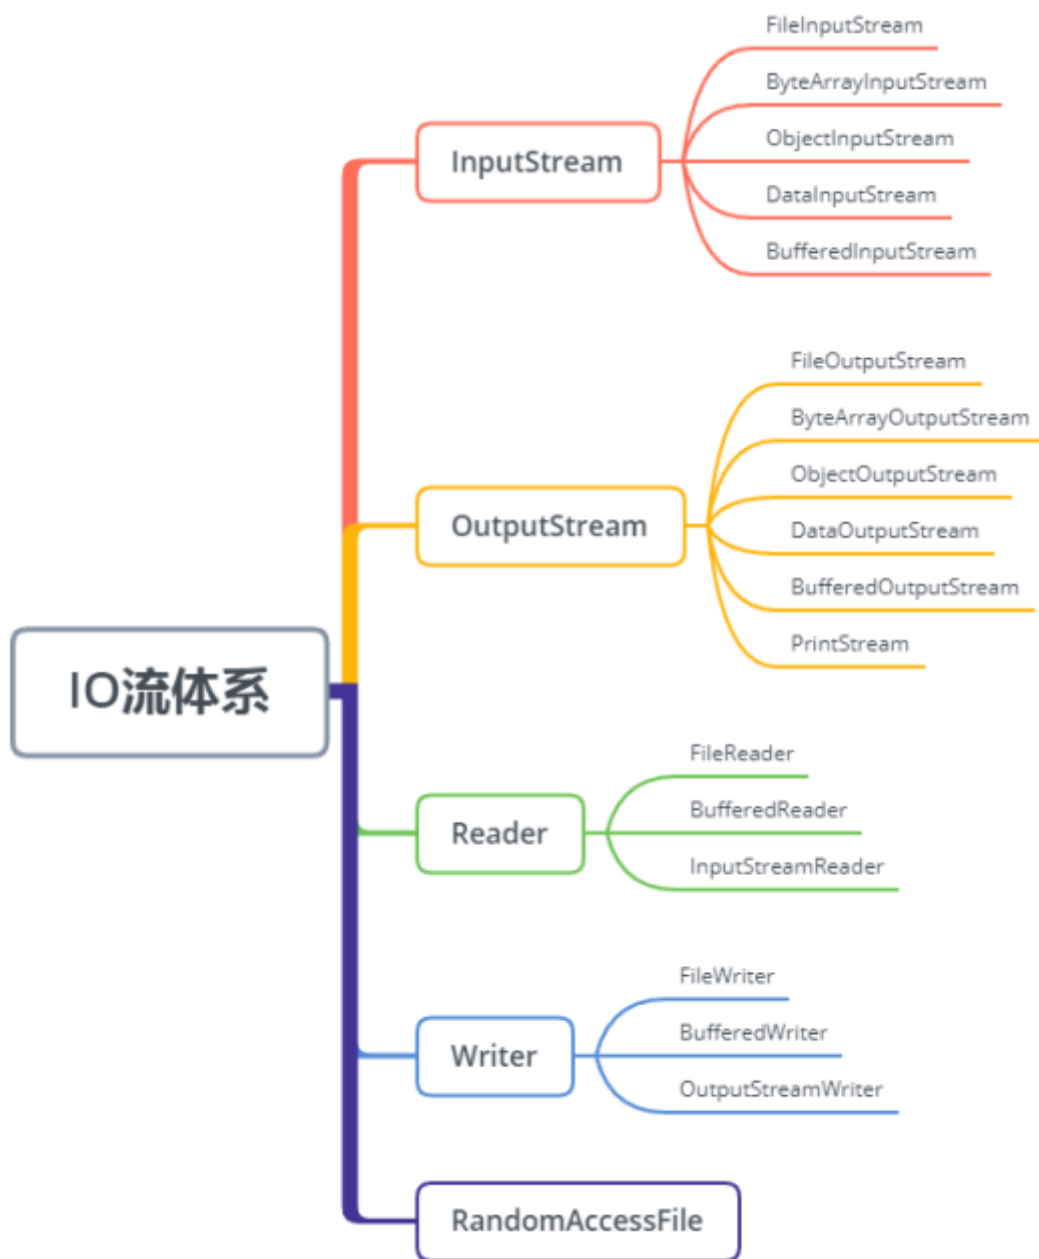 IO流体系
InputStream
FileInputStream
ByteArrayInputStream
ObjectInputStream
DataInputStream
BufferedInputStream
OutputStream
FileOutputStream
ByteArrayOutputStream
ObjectOutputStream
DataOutputStream
BufferedOutputStream
PrintStream
Reader
FileReader
BufferedReader
InputStreamReader
Writer
FileWriter
BufferedWriter
OutputStreamWriter
RandomAccessFile